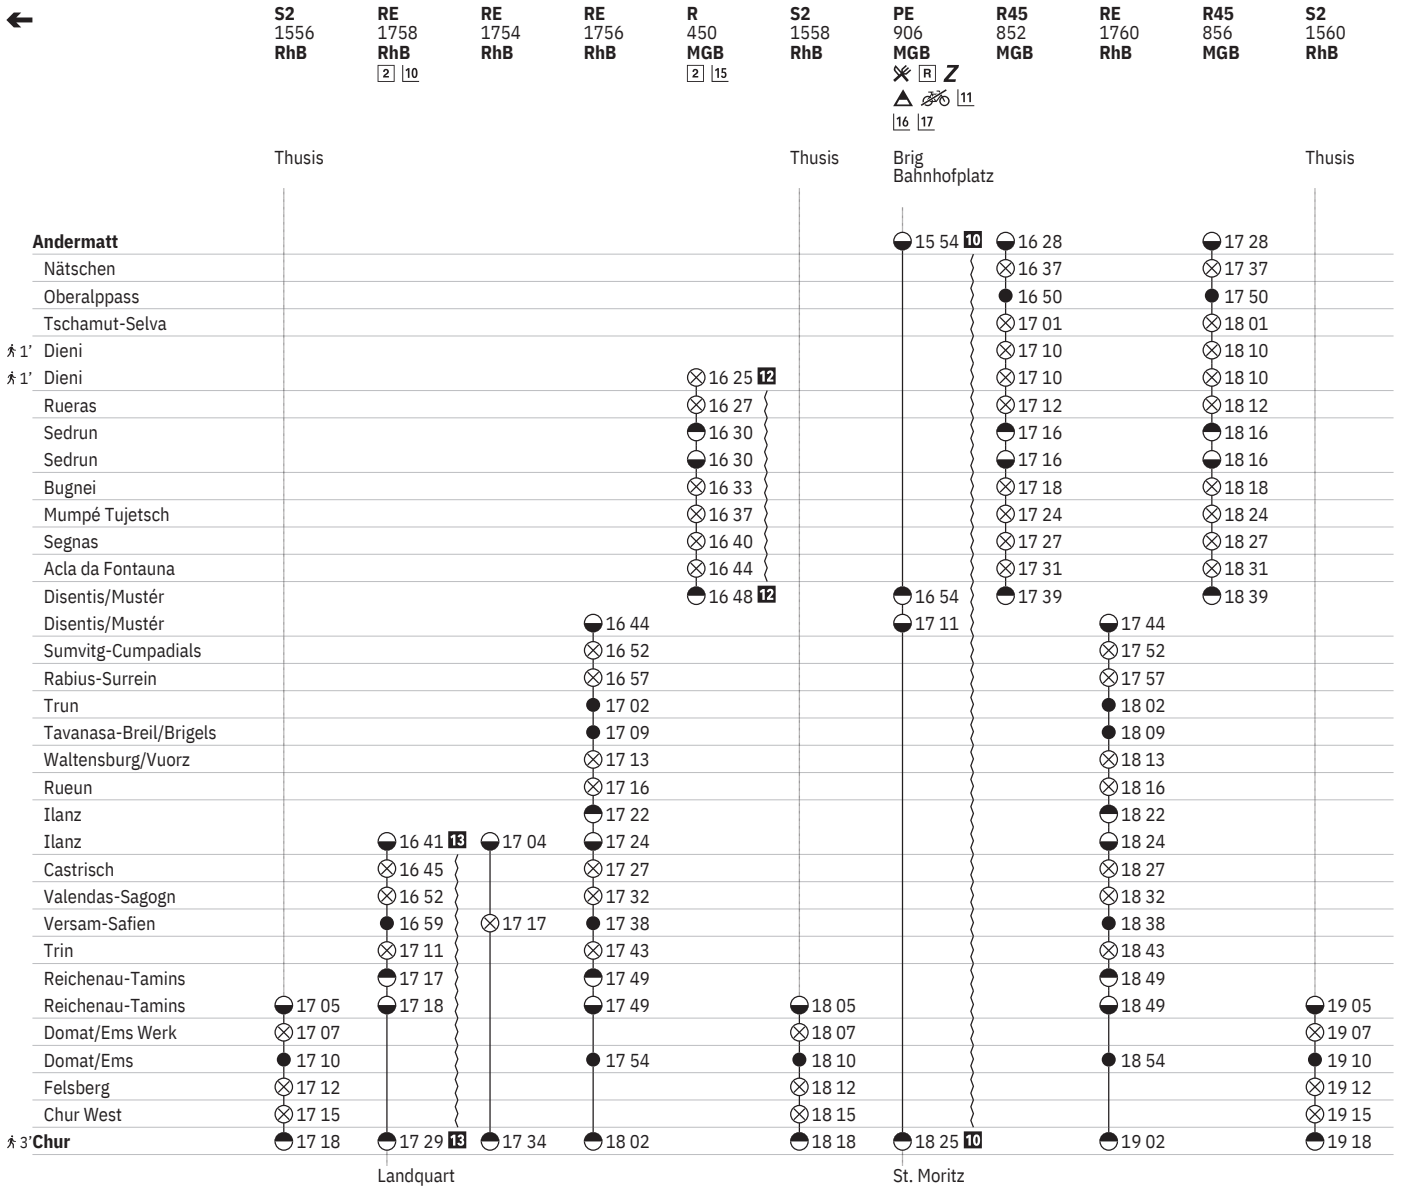 S2 RE RE RE R S2 PE R45 RE R45 S2
1556 1758 1754 1756 450 1558 906 852 1760 856 1560
RhB RhB RhB RhB MGB RhB MGB MGB RhB MGB RhB
2 10 2 15 R Z
11
16 17
Thusis Thusis Brig Thusis
Bahnhofplatz
Andermatt 15 54 10 16 28 17 28
Nätschen 16 37 17 37
Oberalppass 16 50 17 50
Tschamut-Selva 17 01 18 01
1' Dieni 17 10 18 10
1' Dieni 16 25 12 17 10 18 10
Rueras 16 27 17 12 18 12
Sedrun 16 30 17 16 18 16
Sedrun 16 30 17 16 18 16
Bugnei 16 33 17 18 18 18
Mumpé Tujetsch 16 37 17 24 18 24
Segnas 16 40 17 27 18 27
Acla da Fontauna 16 44 17 31 18 31
Disentis/Mustér 16 48 12 16 54 17 39 18 39
Disentis/Mustér 16 44 17 11 17 44
Sumvitg-Cumpadials 16 52 17 52
Rabius-Surrein 16 57 17 57
Trun 17 02 18 02
Tavanasa-Breil/Brigels 17 09 18 09
Waltensburg/Vuorz 17 13 18 13
Rueun 17 16 18 16
Ilanz 17 22 18 22
Ilanz 16 41 13 17 04 17 24 18 24
Castrisch 16 45 17 27 18 27
Valendas-Sagogn 16 52 17 32 18 32
Versam-Safien 16 59 17 17 17 38 18 38
Trin 17 11 17 43 18 43
Reichenau-Tamins 17 17 17 49 18 49
Reichenau-Tamins 17 05 17 18 17 49 18 05 18 49 19 05
Domat/Ems Werk 17 07 18 07 19 07
Domat/Ems 17 10 17 54 18 10 18 54 19 10
Felsberg 17 12 18 12 19 12
Chur West 17 15 18 15 19 15
3' Chur 17 18 17 29 13 17 34 18 02 18 18 18 25 10 19 02 19 18
Landquart St. Moritz